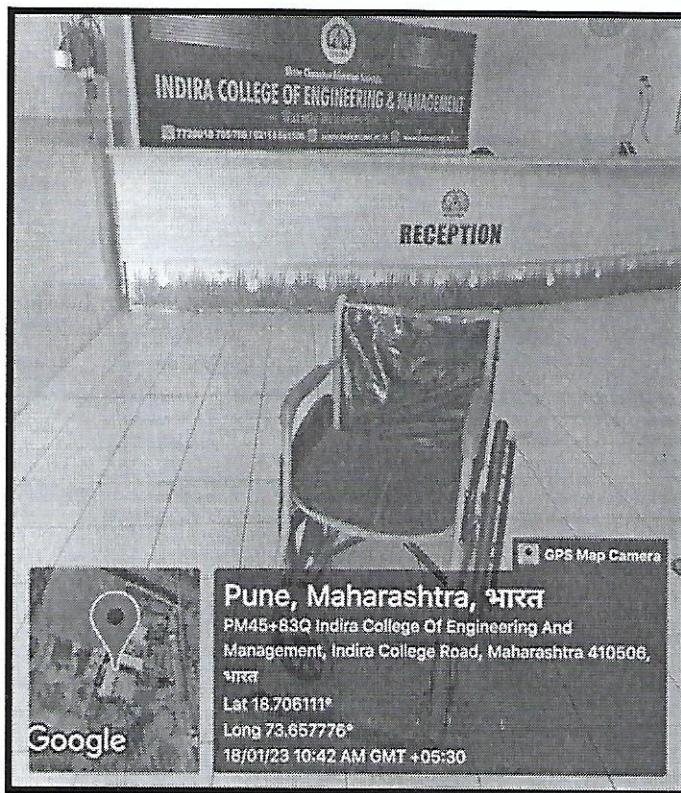 INDIRA COLLEGE OF ENGINEERING & MANAGEMENT
RECEPTION
GPS Map Camera
Pune, Maharashtra, भारत
PM45+83Q Indira College Of Engineering And
Management, Indira College Road, Maharashtra 410506,
भारत
Lat 18.706111°
Long 73.657776°
18/01/23 10:42 AM GMT +05:30
Google